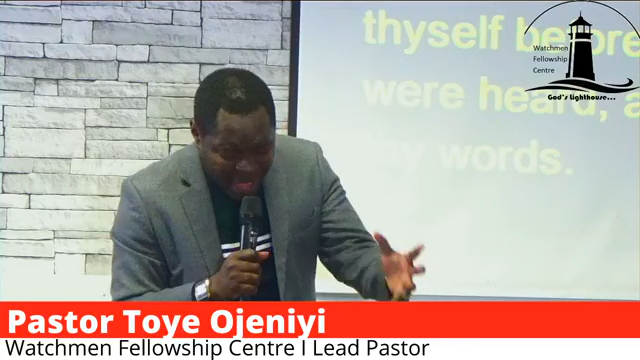 thyself before
were heard, a
words.
Watchmen
Fellowship
Centre
God's lighthouse...
Pastor Toye Ojeniyi
Watchmen Fellowship Centre I Lead Pastor